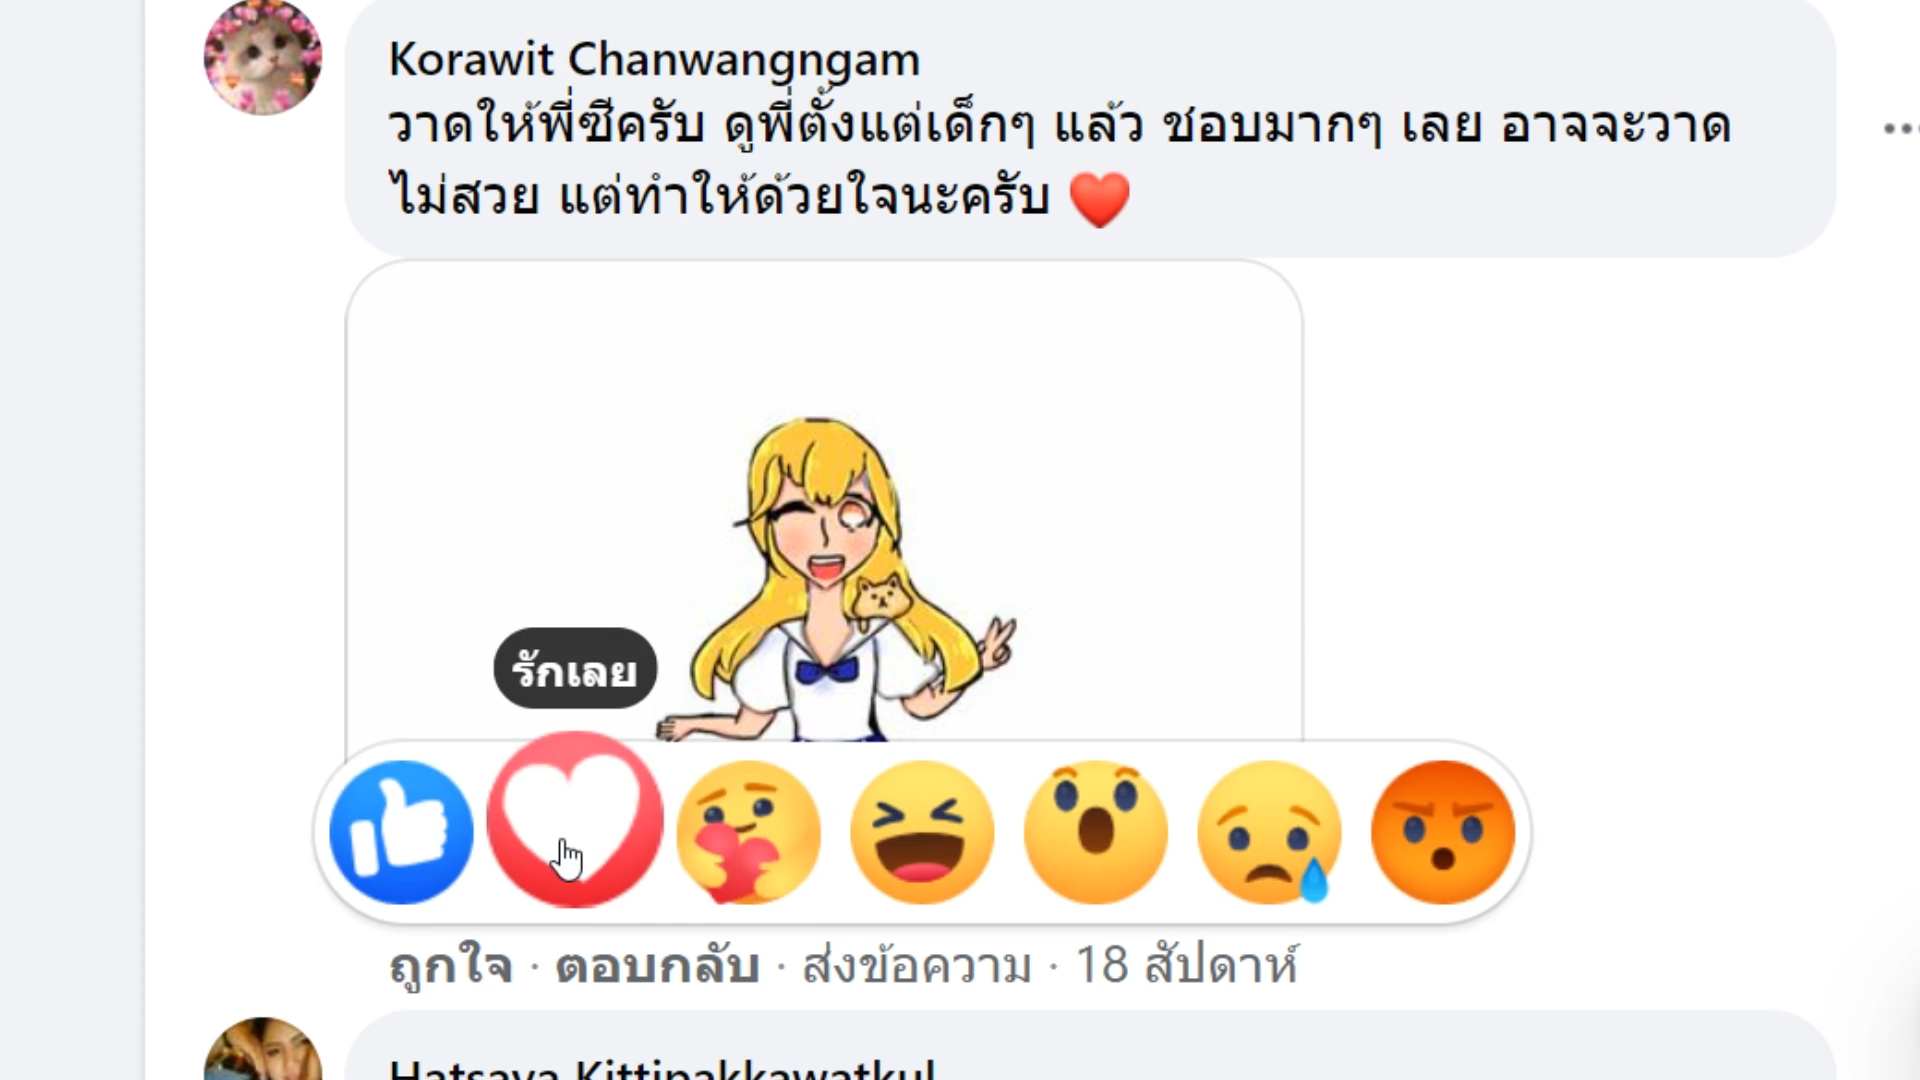 Korawit Chanwangngam
วาดให้พี่ซีครับ ดูพี่ตั้งแต่เด็กๆ แล้ว ชอบมากๆ เลย อาจจะวาด
ไม่สวย แต่ทำให้ด้วยใจนะครับ ❤️
รักเลย
ถูกใจ · ตอบกลับ · ส่งข้อความ · 18 สัปดาห์
Hatsaya Kittipakkawatkul